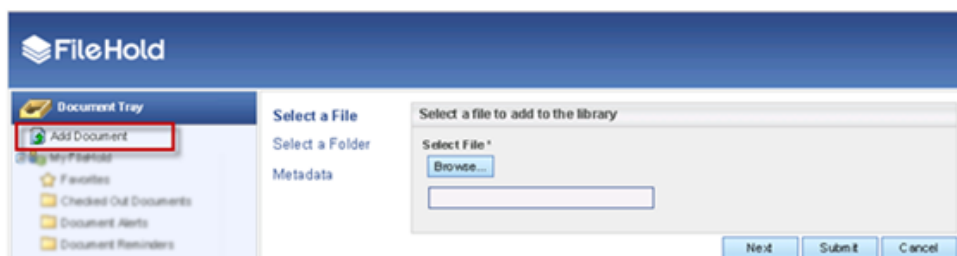 FileHold
Document Tray
Add Document
My FileHold
Favorites
Checked Out Documents
Document Alerts
Document Reminders
Select a File
Select a Folder
Metadata
Select a file to add to the library
Select File *
Browse...
Next
Submit
Cancel